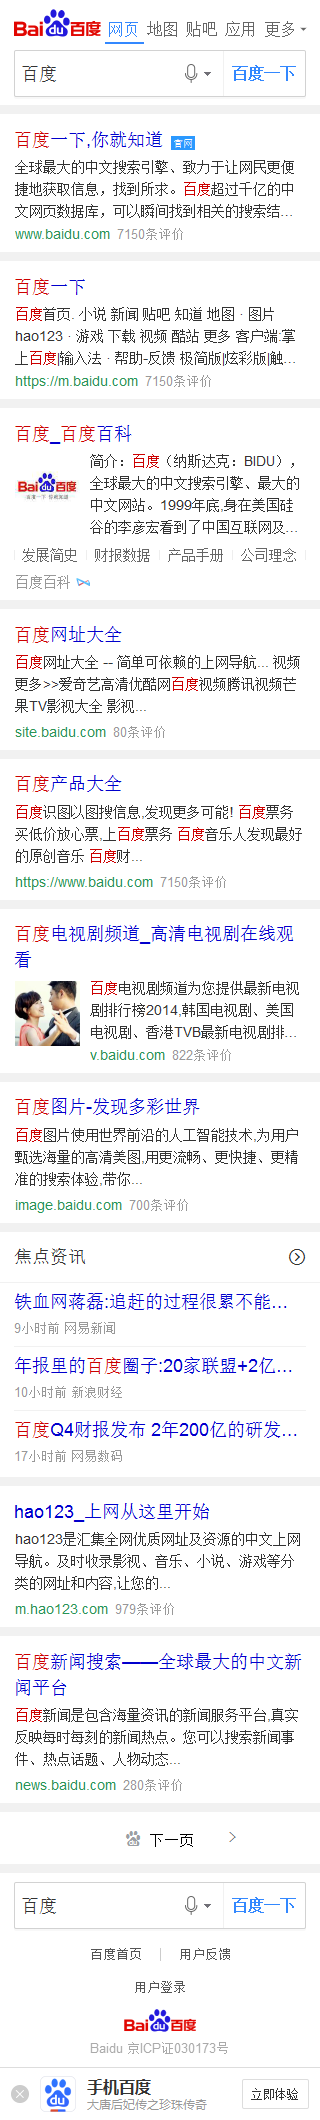 Bai百度 网页 地图 贴吧 应用 更多
百度 百度一下
百度一下,你就知道 官网
全球最大的中文搜索引擎、致力于让网民更便
捷地获取信息，找到所求。百度超过千亿的中
文网页数据库，可以瞬间找到相关的搜索结...
www.baidu.com 7150条评价
百度一下
百度首页. 小说 新闻 贴吧 知道 地图 · 图片
hao123 · 游戏 下载 视频 酷站 更多 客户端:掌
上百度|输入法 · 帮助-反馈 极简版|炫彩版|触...
https://m.baidu.com 7150条评价
百度_百度百科
Bai百度
百度一下 你就知道
简介：百度（纳斯达克：BIDU），
全球最大的中文搜索引擎、最大的
中文网站。1999年底,身在美国硅
谷的李彦宏看到了中国互联网及...
发展简史 财报数据 产品手册 公司理念
百度百科
百度网址大全
百度网址大全 -- 简单可依赖的上网导航... 视频
更多>>爱奇艺高清优酷网百度视频腾讯视频芒
果TV影视大全 影视...
site.baidu.com 80条评价
百度产品大全
百度识图以图搜信息,发现更多可能! 百度票务
买低价放心票,上百度票务 百度音乐人发现最好
的原创音乐 百度财...
https://www.baidu.com 7150条评价
百度电视剧频道_高清电视剧在线观
看
百度电视剧频道为您提供最新电视
剧排行榜2014,韩国电视剧、美国
电视剧、香港TVB最新电视剧排...
v.baidu.com 822条评价
百度图片-发现多彩世界
百度图片使用世界前沿的人工智能技术,为用户
甄选海量的高清美图,用更流畅、更快捷、更精
准的搜索体验,带你...
image.baidu.com 700条评价
焦点资讯
铁血网蒋磊:追赶的过程很累不能...
9小时前 网易新闻
年报里的百度圈子:20家联盟+2亿...
10小时前 新浪财经
百度Q4财报发布 2年200亿的研发...
17小时前 网易数码
hao123_上网从这里开始
hao123是汇集全网优质网址及资源的中文上网
导航。及时收录影视、音乐、小说、游戏等分
类的网址和内容,让您的...
m.hao123.com 979条评价
百度新闻搜索——全球最大的中文新
闻平台
百度新闻是包含海量资讯的新闻服务平台,真实
反映每时每刻的新闻热点。您可以搜索新闻事
件、热点话题、人物动态...
news.baidu.com 280条评价
下一页
百度 百度一下
百度首页 用户反馈
用户登录
Bai百度
Baidu 京ICP证030173号
手机百度
大唐后妃传之珍珠传奇
立即体验